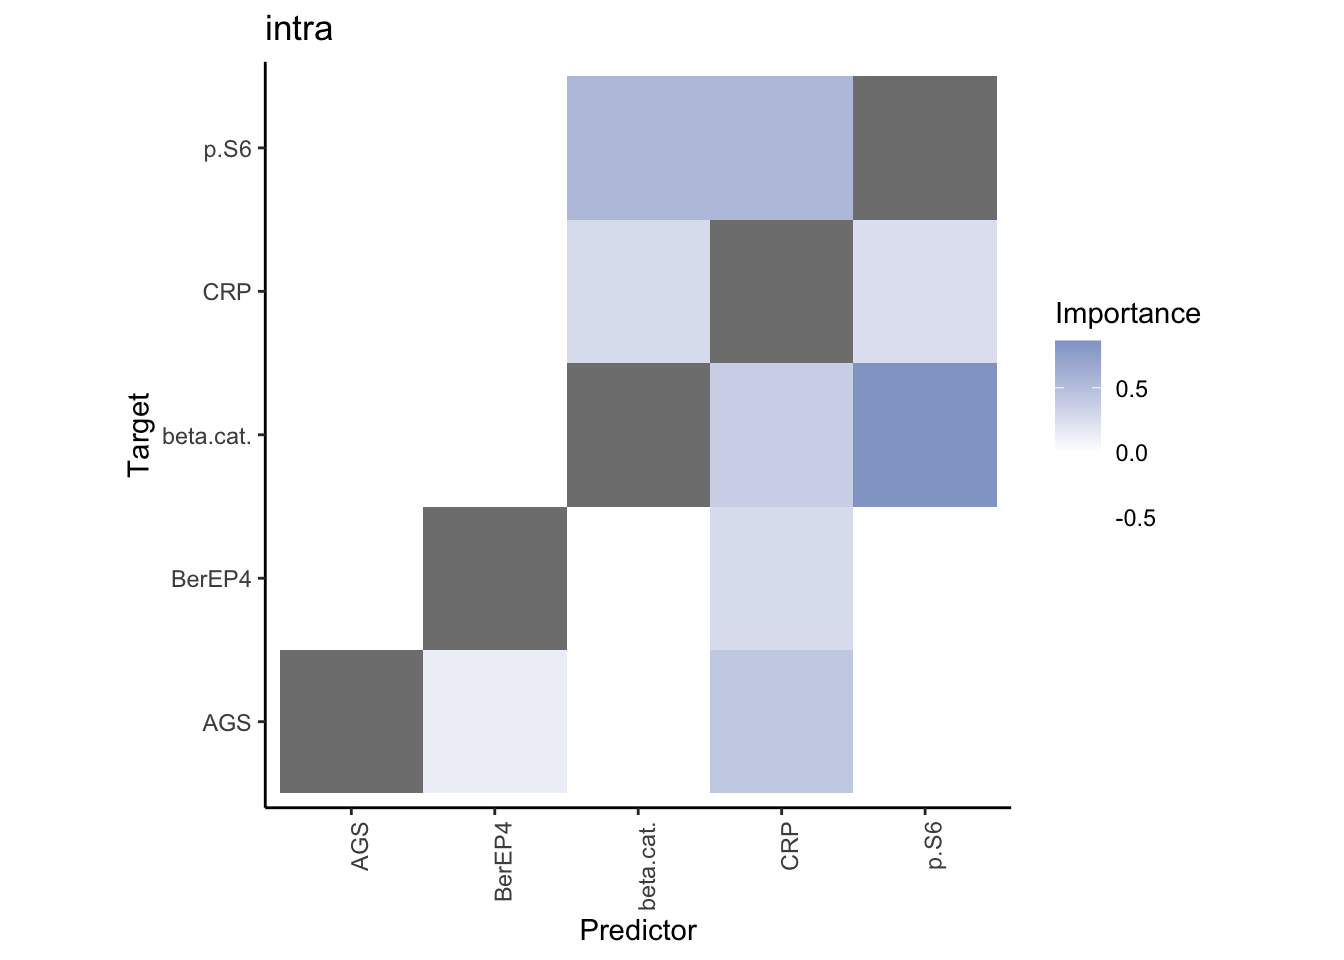 intra
p.S6
CRP
beta.cat.
BerEP4
AGS
Target
AGS
BerEP4
beta.cat.
CRP
p.S6
Predictor
Importance
0.5
0.0
-0.5